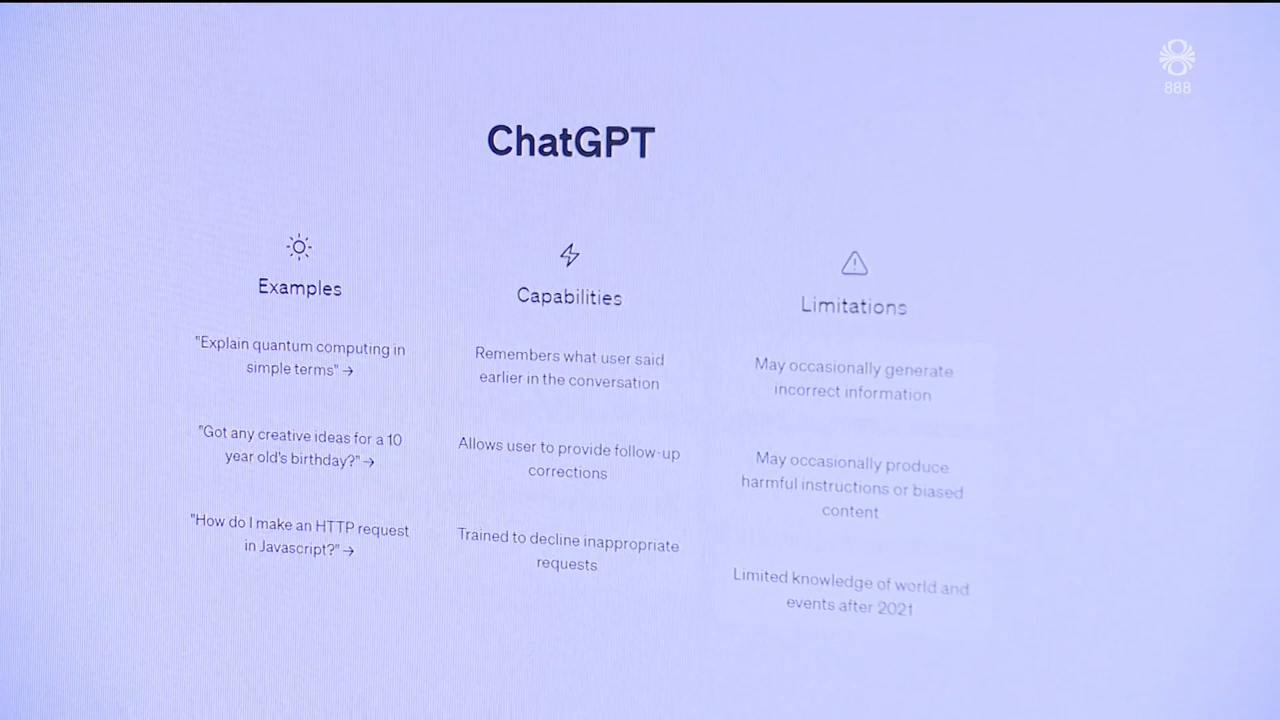 888
ChatGPT
Examples
"Explain quantum computing in
simple terms" →
"Got any creative ideas for a 10
year old's birthday?" →
"How do I make an HTTP request
in Javascript?" →
Capabilities
Remembers what user said
earlier in the conversation
Allows user to provide follow-up
corrections
Trained to decline inappropriate
requests
Limitations
May occasionally generate
incorrect information
May occasionally produce
harmful instructions or biased
content
Limited knowledge of world and
events after 2021